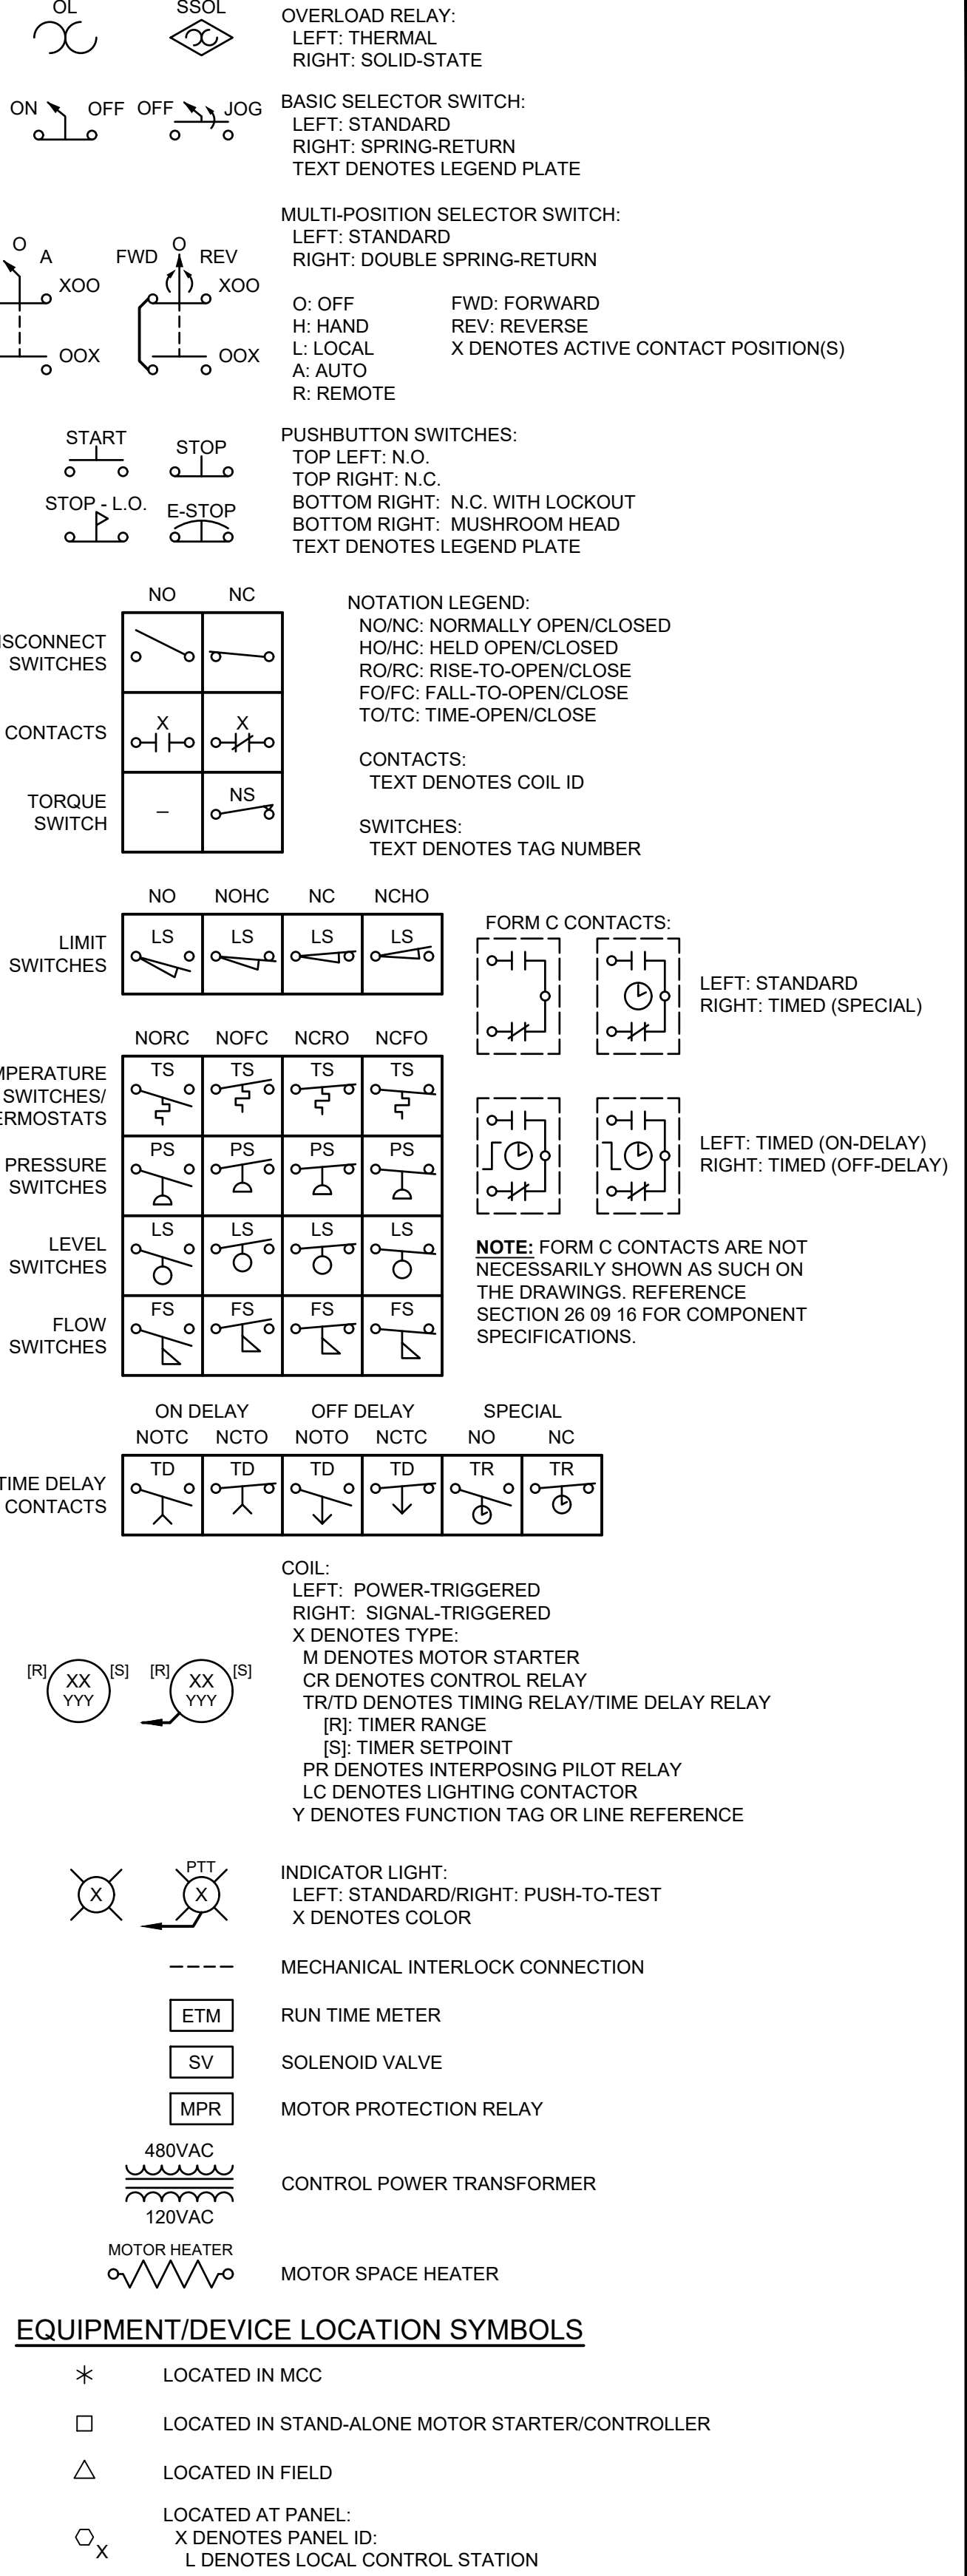 OL SSOL
OVERLOAD RELAY:
LEFT: THERMAL
RIGHT: SOLID-STATE
ON OFF OFF JOG
BASIC SELECTOR SWITCH:
LEFT: STANDARD
RIGHT: SPRING-RETURN
TEXT DENOTES LEGEND PLATE
MULTI-POSITION SELECTOR SWITCH:
LEFT: STANDARD
RIGHT: DOUBLE SPRING-RETURN
O A FWD O REV
XOO XOO
OOX OOX
O: OFF FWD: FORWARD
H: HAND REV: REVERSE
L: LOCAL X DENOTES ACTIVE CONTACT POSITION(S)
A: AUTO
R: REMOTE
START STOP
STOP - L.O. E-STOP
PUSHBUTTON SWITCHES:
TOP LEFT: N.O.
TOP RIGHT: N.C.
BOTTOM RIGHT: N.C. WITH LOCKOUT
BOTTOM RIGHT: MUSHROOM HEAD
TEXT DENOTES LEGEND PLATE
NO NC
ISCONNECT
SWITCHES
CONTACTS
X X
TORQUE
SWITCH
– NS
NOTATION LEGEND:
NO/NC: NORMALLY OPEN/CLOSED
HO/HC: HELD OPEN/CLOSED
RO/RC: RISE-TO-OPEN/CLOSE
FO/FC: FALL-TO-OPEN/CLOSE
TO/TC: TIME-OPEN/CLOSE
CONTACTS:
TEXT DENOTES COIL ID
SWITCHES:
TEXT DENOTES TAG NUMBER
NO NOHC NC NCHO
LIMIT
SWITCHES
LS LS LS LS
FORM C CONTACTS:
LEFT: STANDARD
RIGHT: TIMED (SPECIAL)
NORC NOFC NCRO NCFO
MPERATURE
SWITCHES/
ERMOSTATS
TS TS TS TS
PRESSURE
SWITCHES
PS PS PS PS
LEVEL
SWITCHES
LS LS LS LS
FLOW
SWITCHES
FS FS FS FS
LEFT: TIMED (ON-DELAY)
RIGHT: TIMED (OFF-DELAY)
NOTE: FORM C CONTACTS ARE NOT
NECESSARILY SHOWN AS SUCH ON
THE DRAWINGS. REFERENCE
SECTION 26 09 16 FOR COMPONENT
SPECIFICATIONS.
ON DELAY OFF DELAY SPECIAL
NOTC NCTO NOTO NCTC NO NC
TIME DELAY
CONTACTS
TD TD TD TD TR TR
COIL:
LEFT: POWER-TRIGGERED
RIGHT: SIGNAL-TRIGGERED
X DENOTES TYPE:
M DENOTES MOTOR STARTER
CR DENOTES CONTROL RELAY
TR/TD DENOTES TIMING RELAY/TIME DELAY RELAY
[R]: TIMER RANGE
[S]: TIMER SETPOINT
PR DENOTES INTERPOSING PILOT RELAY
LC DENOTES LIGHTING CONTACTOR
Y DENOTES FUNCTION TAG OR LINE REFERENCE
[R] XX [S] [R] XX [S]
YYY YYY
PTT
X X
INDICATOR LIGHT:
LEFT: STANDARD/RIGHT: PUSH-TO-TEST
X DENOTES COLOR
MECHANICAL INTERLOCK CONNECTION
ETM RUN TIME METER
SV SOLENOID VALVE
MPR MOTOR PROTECTION RELAY
480VAC
CONTROL POWER TRANSFORMER
120VAC
MOTOR HEATER
MOTOR SPACE HEATER
EQUIPMENT/DEVICE LOCATION SYMBOLS
LOCATED IN MCC
LOCATED IN STAND-ALONE MOTOR STARTER/CONTROLLER
LOCATED IN FIELD
LOCATED AT PANEL:
X X DENOTES PANEL ID:
L DENOTES LOCAL CONTROL STATION